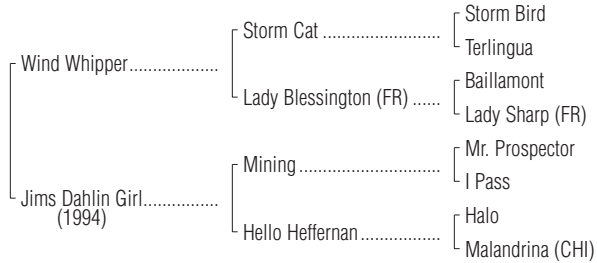 Storm Bird
Storm Cat ........................
Terlingua
Wind Whipper..................
Baillamont
Lady Blessington (FR) ......
Lady Sharp (FR)
Mr. Prospector
Mining .............................
I Pass
Jims Dahlin Girl...............
(1994)
Halo
Hello Heffernan ................
Malandrina (CHI)